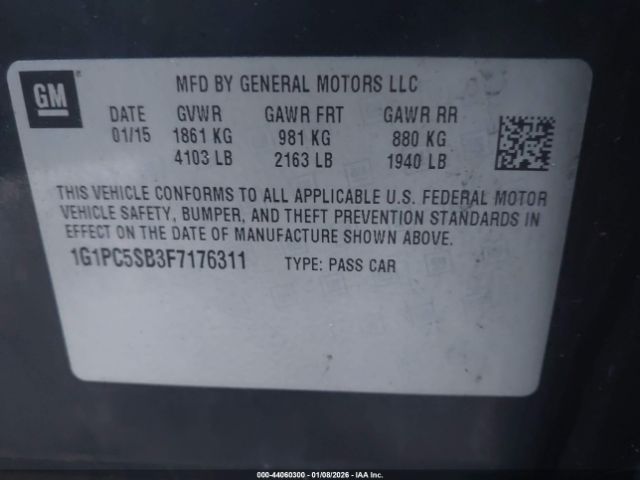 GM
MFD BY GENERAL MOTORS LLC
DATE GVWR GAWR FRT GAWR RR
01/15 1861 KG 981 KG 880 KG
4103 LB 2163 LB 1940 LB
THIS VEHICLE CONFORMS TO ALL APPLICABLE U.S. FEDERAL MOTOR
VEHICLE SAFETY, BUMPER, AND THEFT PREVENTION STANDARDS IN
EFFECT ON THE DATE OF MANUFACTURE SHOWN ABOVE.
1G1PC5SB3F7176311 TYPE: PASS CAR
000-44060300 - 01/08/2026 - IAA Inc.